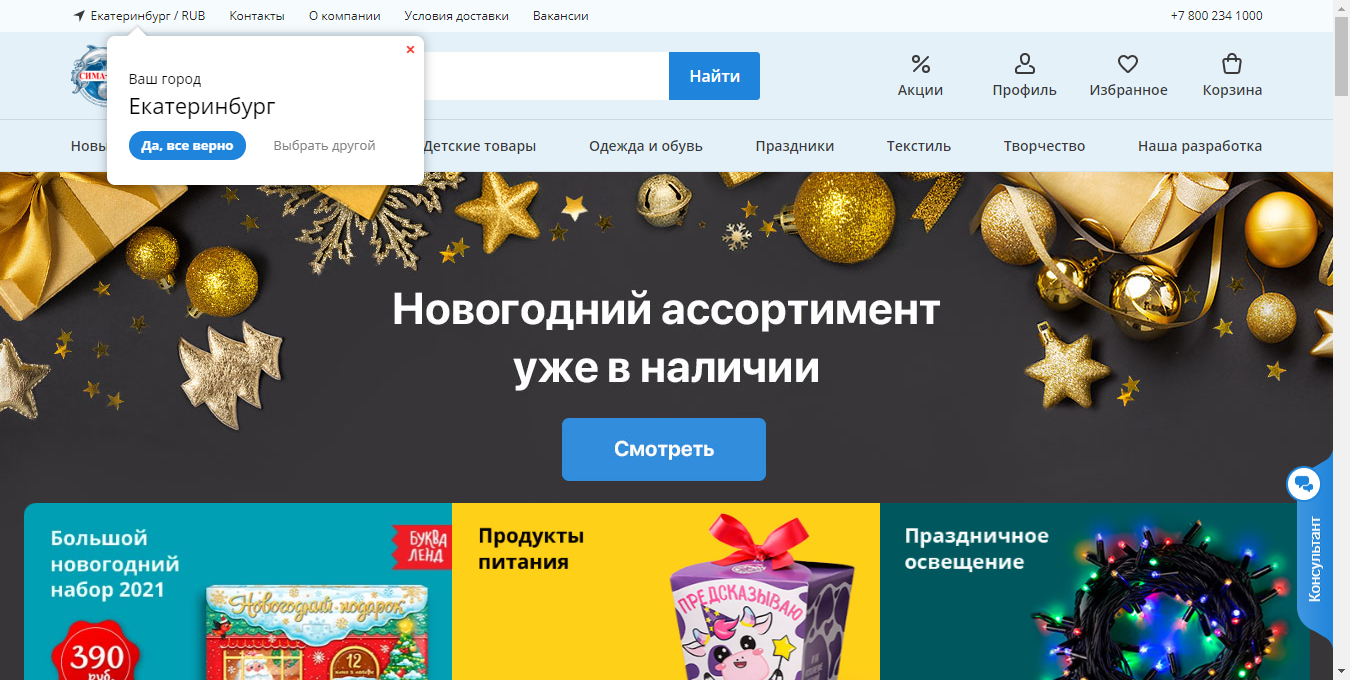 Екатеринбург / RUB
Контакты
О компании
Условия доставки
Вакансии
+7 800 234 1000
СИМА-
Ваш город
Екатеринбург
Да, все верно
Выбрать другой
Найти
Акции
Профиль
Избранное
Корзина
Детские товары
Одежда и обувь
Праздники
Текстиль
Творчество
Наша разработка
Новогодний ассортимент
уже в наличии
Смотреть
Большой
новогодний
набор 2021
БУКВА
ЛЕНД
Новогодний подарок
12
390
руб.
Продукты
питания
ПРЕДСКАЗЫВАЮ
Праздничное
освещение
Консультант